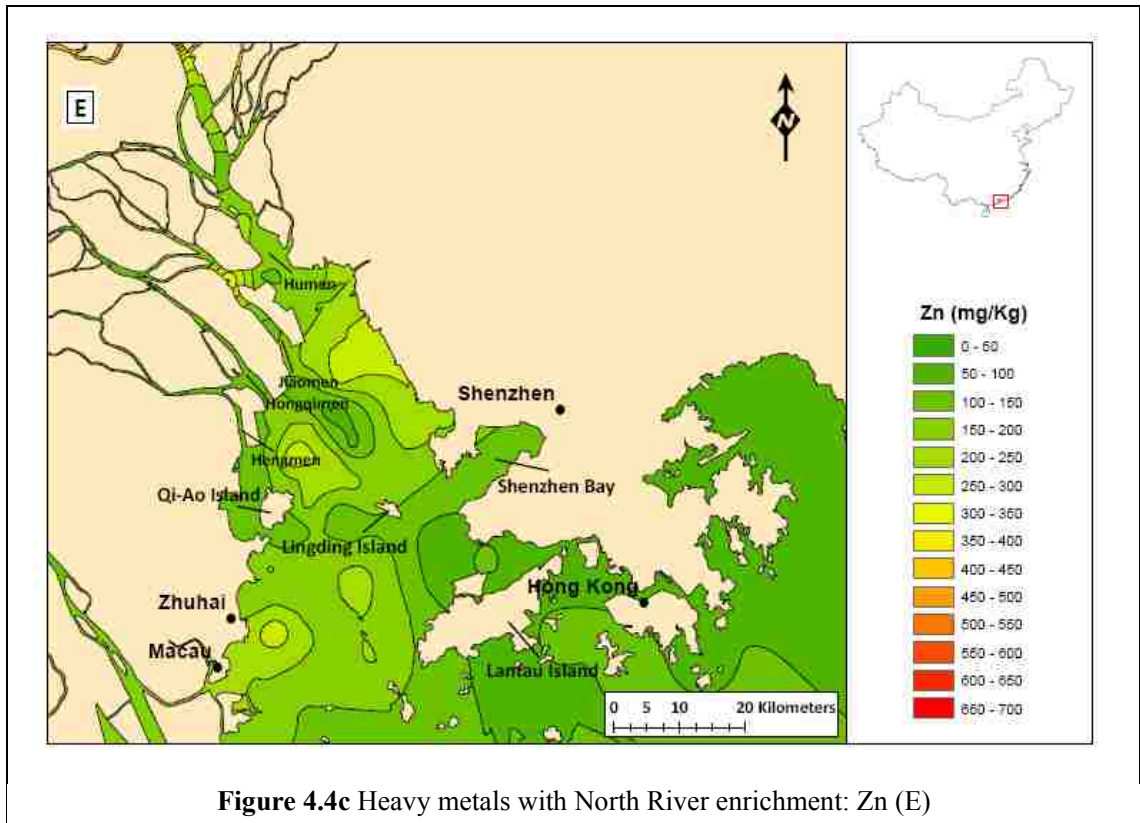 E
N
Humen
Jiaomen
Hongqimen
Hengmen
Qi-Ao Island
Lingding Island
Shenzhen
Shenzhen Bay
Zhuhai
Macau
Hong Kong
Lantau Island
0 5 10 20 Kilometers
Zn (mg/Kg)
0 - 50
50 - 100
100 - 150
150 - 200
200 - 250
250 - 300
300 - 350
350 - 400
400 - 450
450 - 500
500 - 550
550 - 600
600 - 650
650 - 700
Figure 4.4c Heavy metals with North River enrichment: Zn (E)